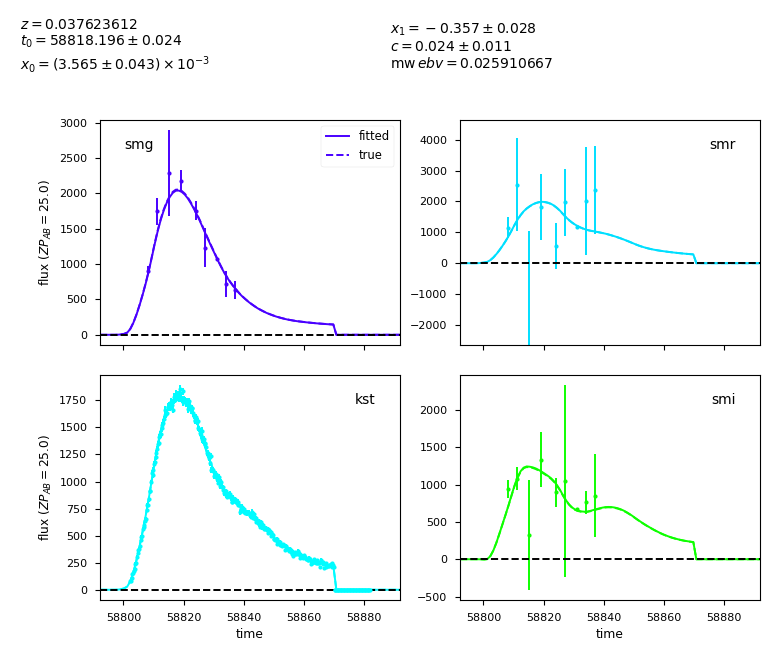 z = 0.037623612
t₀ = 58818.196 ± 0.024
x₀ = (3.565 ± 0.043) × 10⁻³
x₁ = −0.357 ± 0.028
c = 0.024 ± 0.011
mw ebv = 0.025910667
smg
fitted
true
flux (ZP_AB = 25.0)
3000
2500
2000
1500
1000
500
0
smr
4000
3000
2000
1000
0
−1000
−2000
kst
flux (ZP_AB = 25.0)
1750
1500
1250
1000
750
500
250
0
58800 58820 58840 58860 58880
time
smi
2000
1500
1000
500
0
−500
58800 58820 58840 58860 58880
time